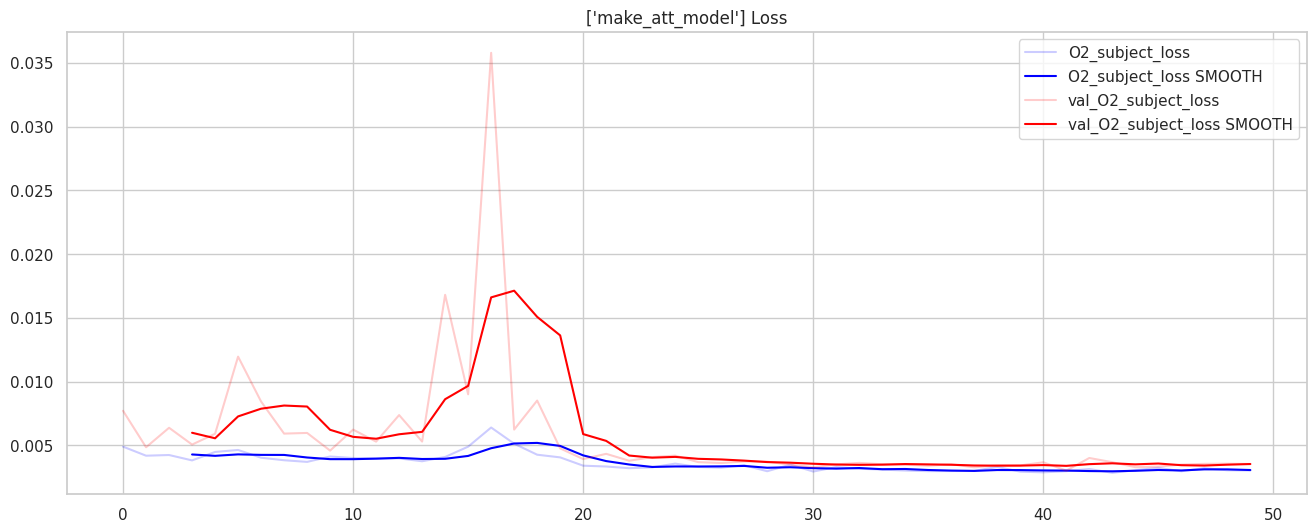 ['make_att_model'] Loss
O2_subject_loss
O2_subject_loss SMOOTH
val_O2_subject_loss
val_O2_subject_loss SMOOTH
0.035
0.030
0.025
0.020
0.015
0.010
0.005
0 10 20 30 40 50